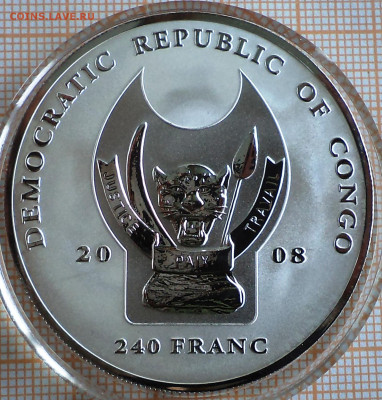 COINS.LAVE.RU
DEMOCRATIC REPUBLIC OF CONGO
JUSTICE
PAIX
TRAVAIL
20 08
240 FRANC